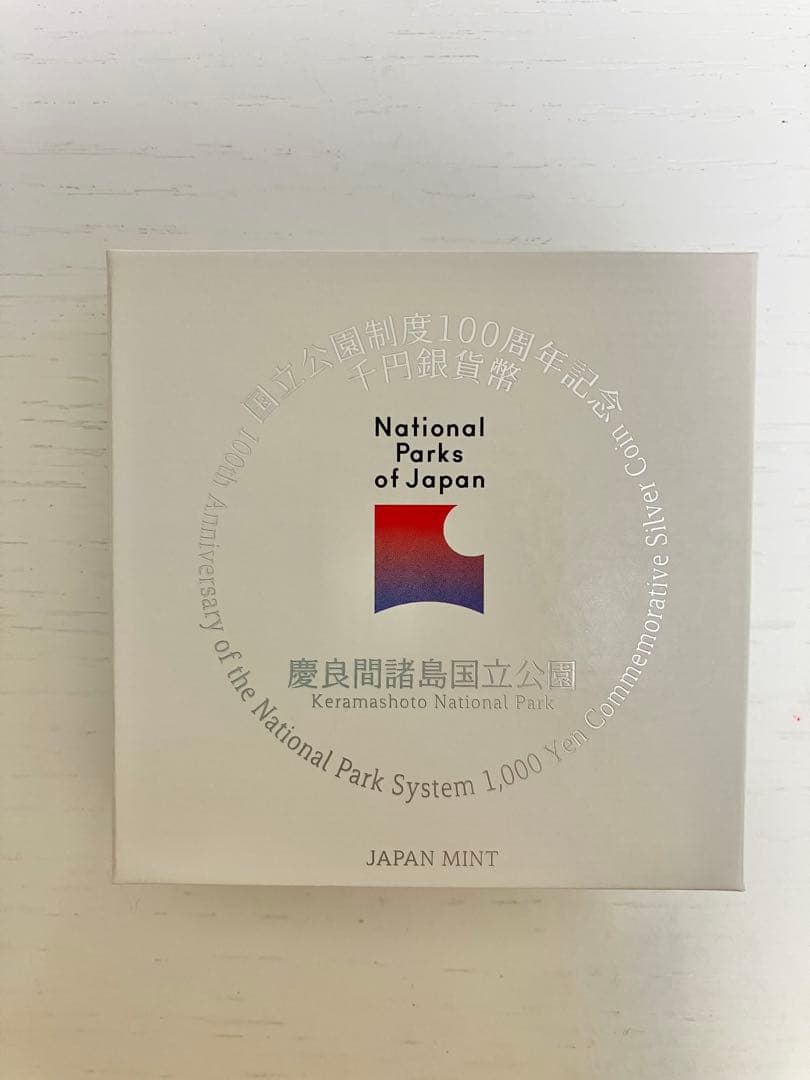 国立公園制度100周年記念
千円銀貨幣
100th Anniversary of the National Park System 1,000 Yen Commemorative Silver Coin
National
Parks
of Japan
慶良間諸島国立公園
Keramashoto National Park
JAPAN MINT